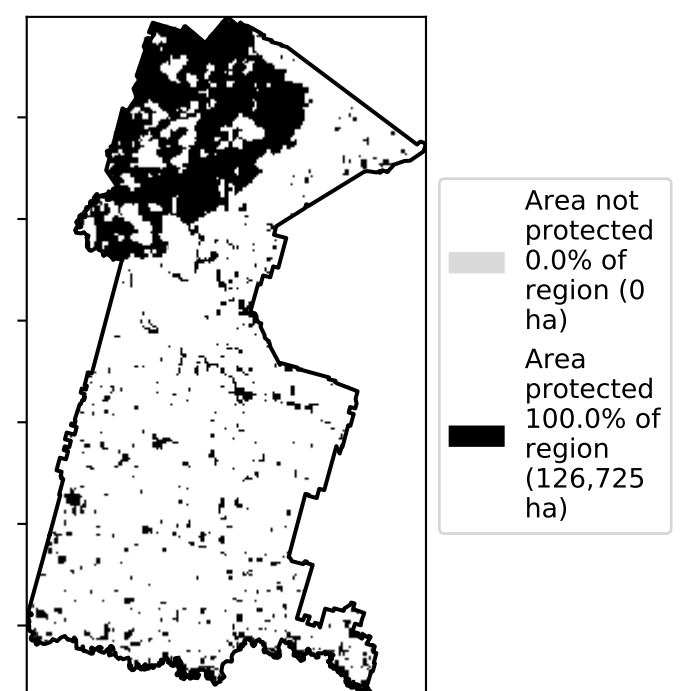 Area not
protected
0.0% of
region (0
ha)
Area
protected
100.0% of
region
(126,725
ha)